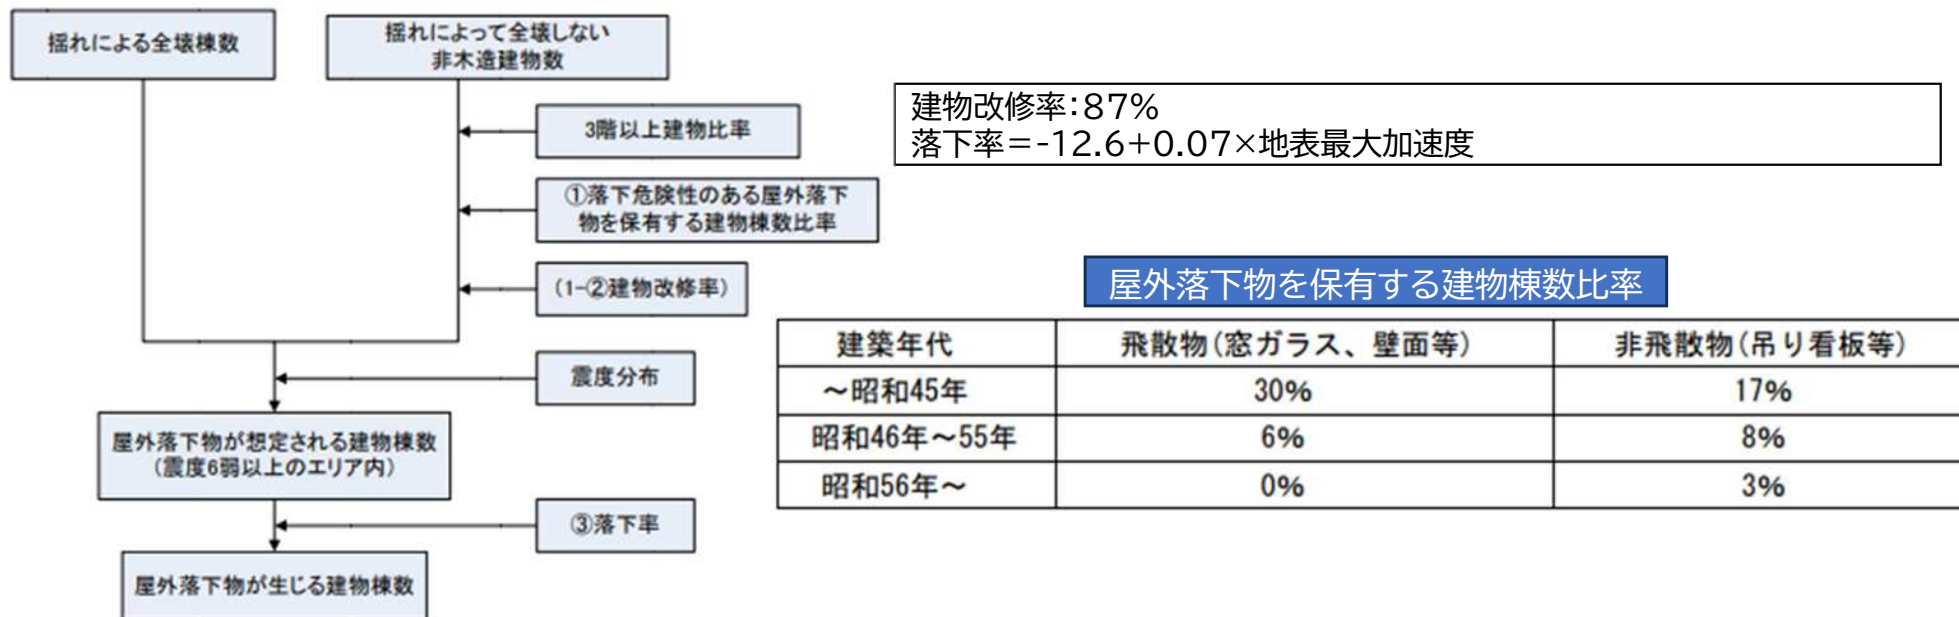 揺れによる全壊棟数
揺れによって全壊しない
非木造建物数
3階以上建物比率
①落下危険性のある屋外落下
物を保有する建物棟数比率
(1-②建物改修率)
震度分布
屋外落下物が想定される建物棟数
(震度6弱以上のエリア内)
③落下率
屋外落下物が生じる建物棟数
建物改修率:87%
落下率=-12.6+0.07×地表最大加速度
屋外落下物を保有する建物棟数比率
建築年代 飛散物(窓ガラス、壁面等) 非飛散物(吊り看板等)
~昭和45年 30% 17%
昭和46年~55年 6% 8%
昭和56年~ 0% 3%